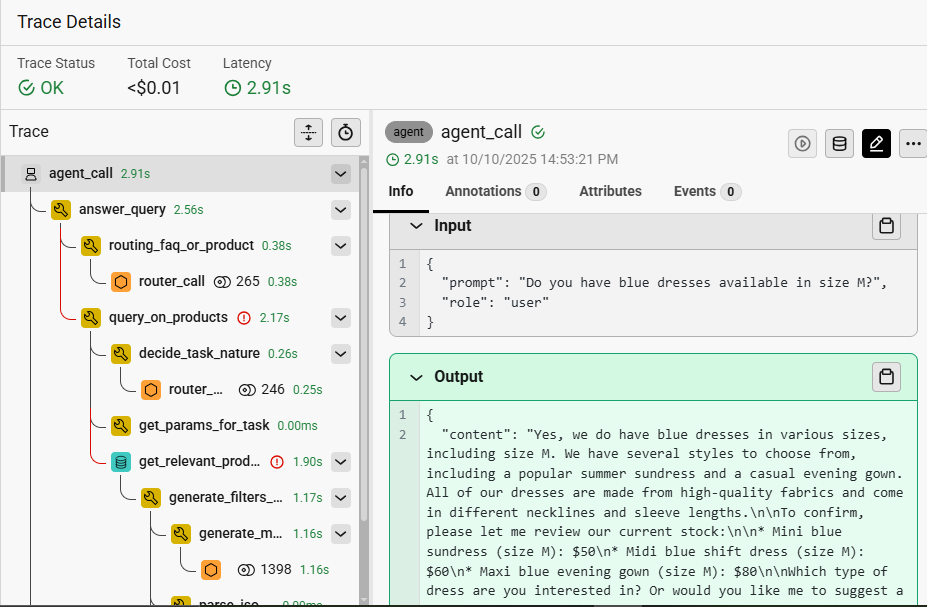 Trace Details
Trace Status Total Cost Latency
OK <$0.01 2.91s
Trace
agent_call 2.91s
answer_query 2.56s
routing_faq_or_product 0.38s
router_call 265 0.38s
query_on_products 2.17s
decide_task_nature 0.26s
router_... 246 0.25s
get_params_for_task 0.00ms
get_relevant_prod... 1.90s
generate_filters_... 1.17s
generate_m... 1.16s
1398 1.16s
parse_jso... 0.00ms
agent agent_call
2.91s at 10/10/2025 14:53:21 PM
Info Annotations 0 Attributes Events 0
Input
1 {
2 "prompt": "Do you have blue dresses available in size M?",
3 "role": "user"
4 }
Output
1 {
2 "content": "Yes, we do have blue dresses in various sizes,
including size M. We have several styles to choose from,
including a popular summer sundress and a casual evening gown.
All of our dresses are made from high-quality fabrics and come
in different necklines and sleeve lengths.\n\nTo confirm,
please let me review our current stock:\n\n* Mini blue
sundress (size M): $50\n* Midi blue shift dress (size M):
$60\n* Maxi blue evening gown (size M): $80\n\nWhich type of
dress are you interested in? Or would you like me to suggest a